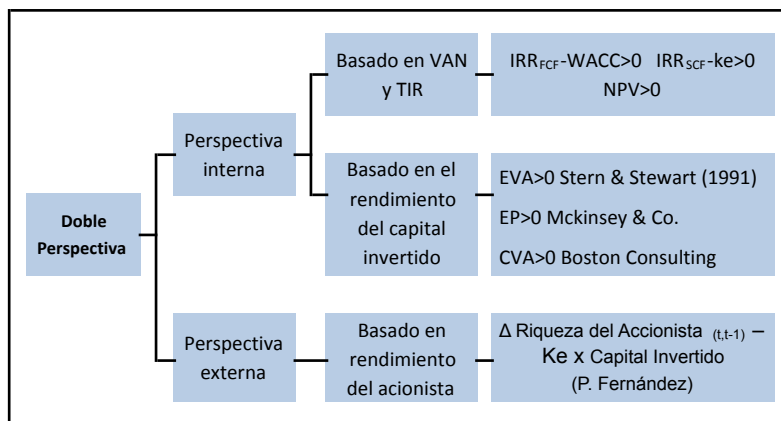 Doble
Perspectiva
Perspectiva
interna
Basado en VAN
y TIR
IRRFCF-WACC>0 IRRSCF-ke>0
NPV>0
Basado en el
rendimiento
del capital
invertido
EVA>0 Stern & Stewart (1991)
EP>0 Mckinsey & Co.
CVA>0 Boston Consulting
Perspectiva
externa
Basado en
rendimiento
del acionista
Δ Riqueza del Accionista (t,t-1) –
Ke x Capital Invertido
(P. Fernández)